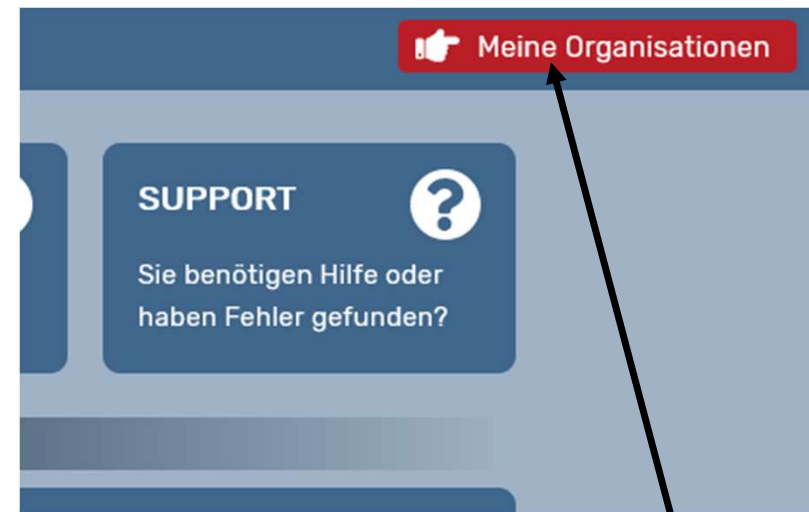 Meine Organisationen
SUPPORT
Sie benötigen Hilfe oder
haben Fehler gefunden?